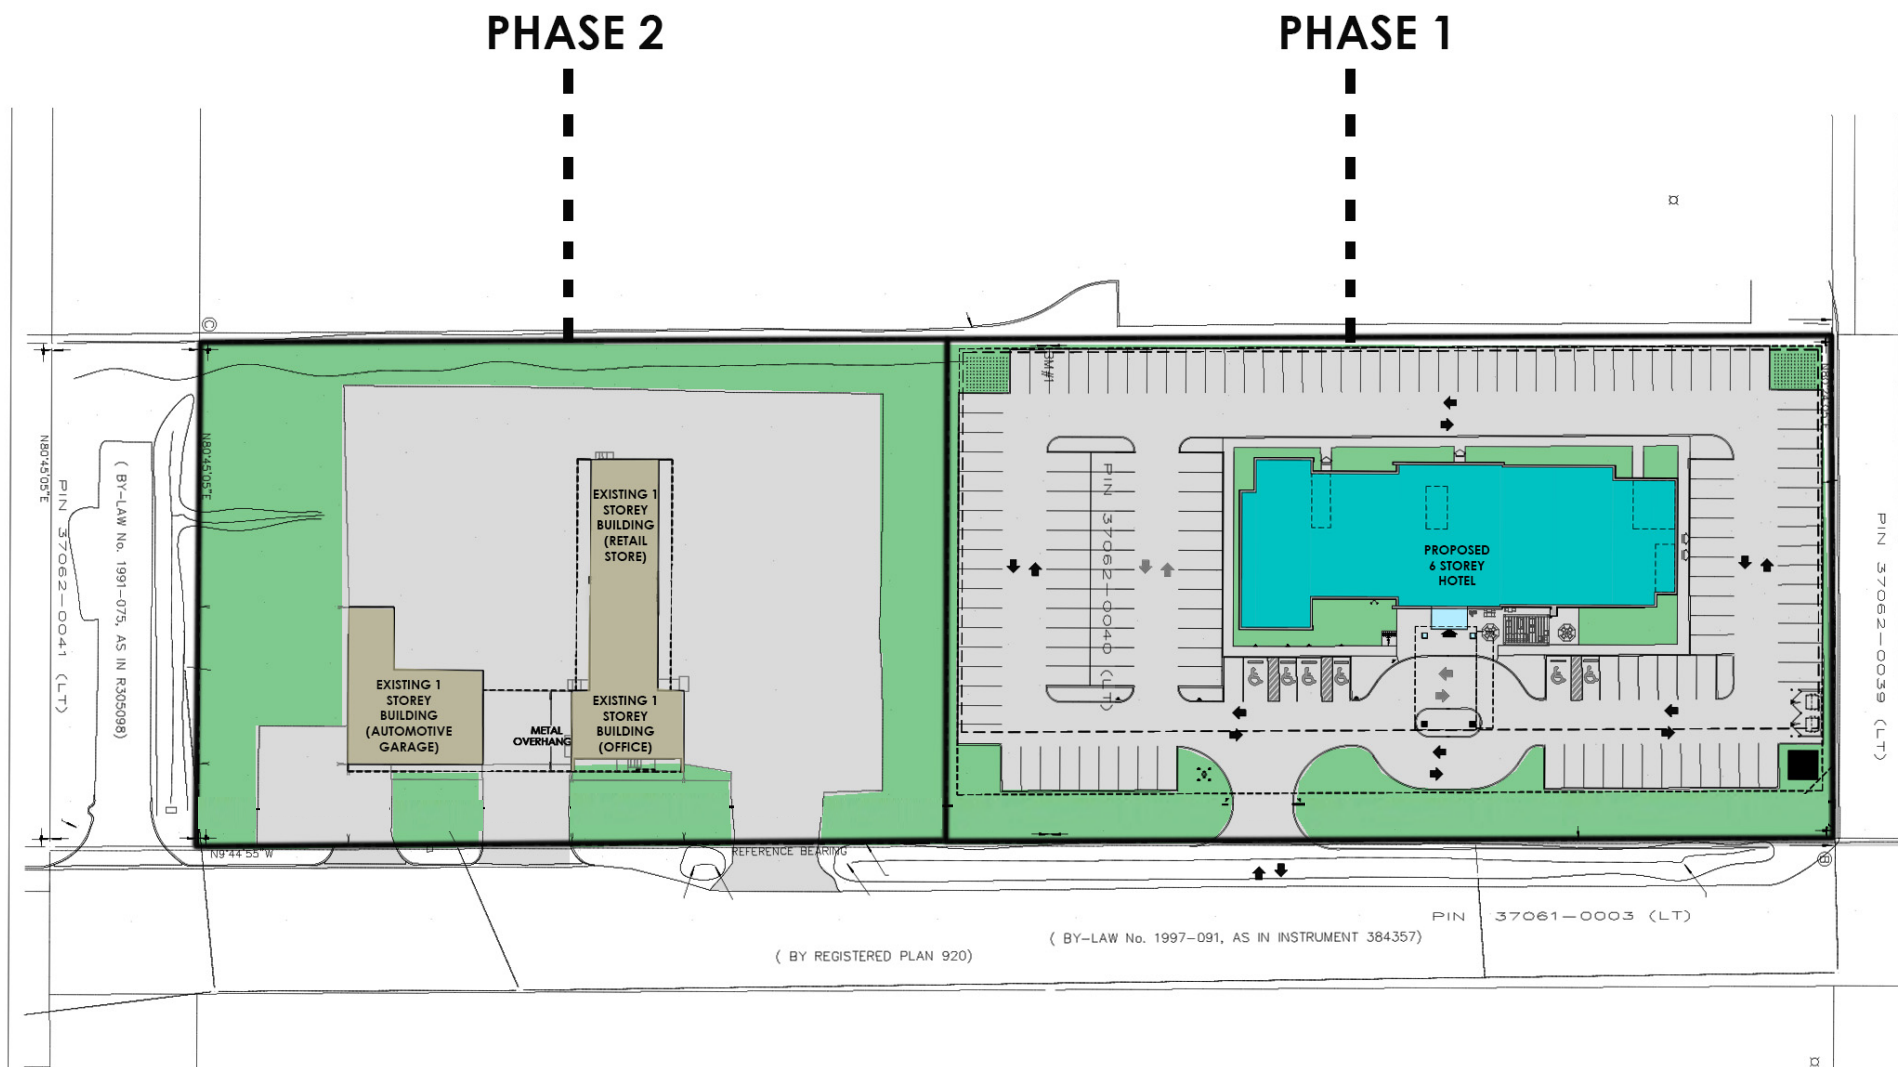 PHASE 2
PHASE 1
©
BM#1
N80°45'05"E
N80°45'05"E
PIN 37062-0041 (LT)
( BY-LAW No. 1991-075, AS IN R305098)
EXISTING 1
STOREY
BUILDING
(RETAIL
STORE)
EXISTING 1
STOREY
BUILDING
(AUTOMOTIVE
GARAGE)
METAL
OVERHANG
EXISTING 1
STOREY
BUILDING
(OFFICE)
PIN 37062-0040 (LT)
PROPOSED
6 STOREY
HOTEL
PIN 37062-0039 (LT)
N9°44'55"W
REFERENCE BEARING
PIN 37061-0003 (LT)
( BY-LAW No. 1997-091, AS IN INSTRUMENT 384357)
( BY REGISTERED PLAN 920)